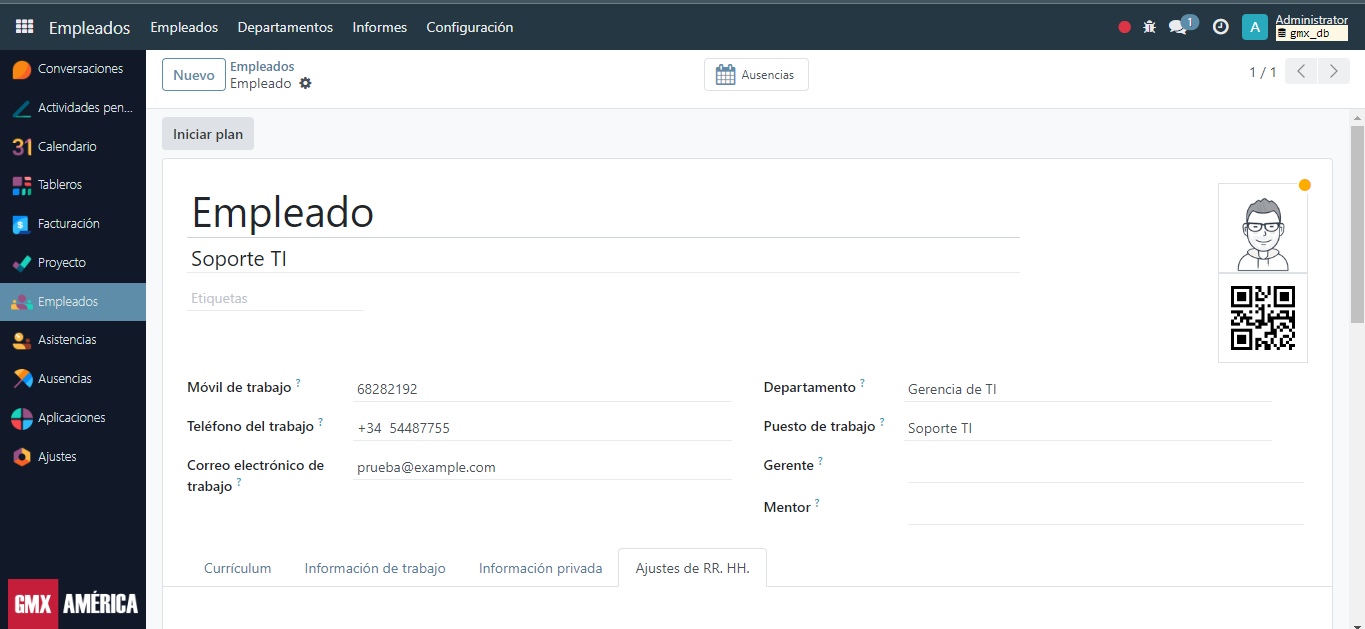 Empleados Empleados Departamentos Informes Configuración 1 A Administrator
gmx_db
Conversaciones
Actividades pen...
31 Calendario
Tableros
$ Facturación
Proyecto
Empleados
Asistencias
Ausencias
Aplicaciones
Ajustes
GMX AMÉRICA
Nuevo
Empleados
Empleado
Ausencias
1 / 1
Iniciar plan
Empleado
Soporte TI
Etiquetas
Móvil de trabajo ? 68282192
Teléfono del trabajo ? +34 54487755
Correo electrónico de
trabajo ? prueba@example.com
Departamento ? Gerencia de TI
Puesto de trabajo ? Soporte TI
Gerente ?
Mentor ?
Currículum Información de trabajo Información privada Ajustes de RR. HH.